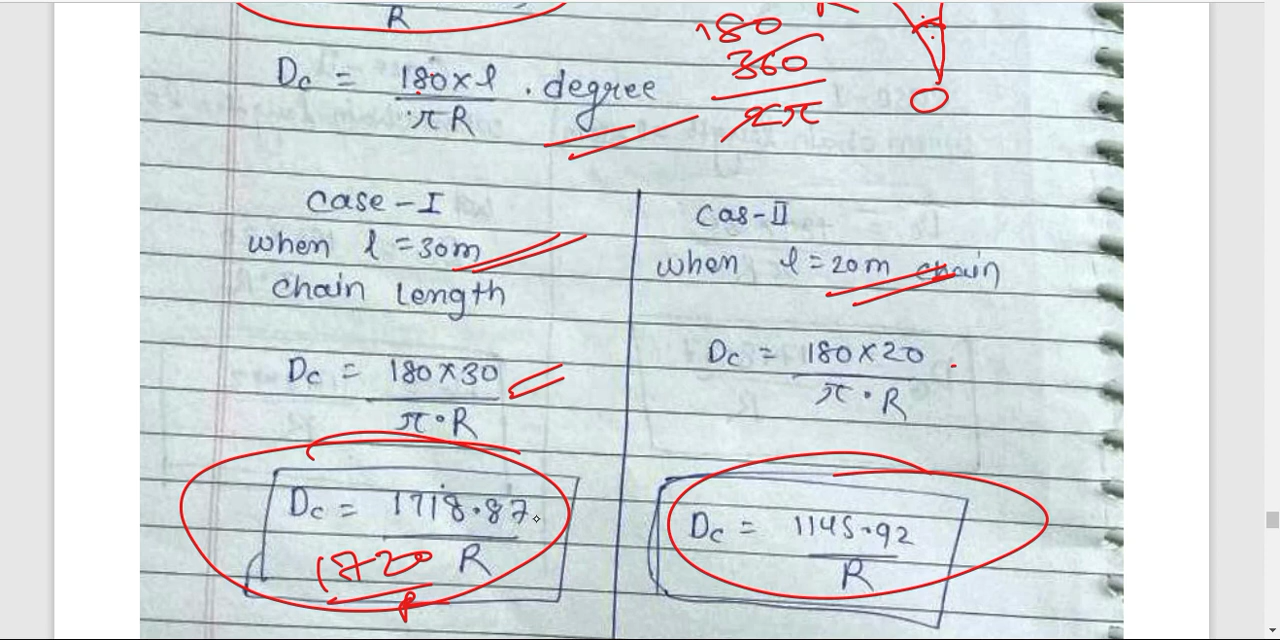 R
180
360
2π
Dc = 180×l . degree
πR
Case-I
when l = 30m
chain Length
Dc = 180×30
π·R
Dc = 1718.87
R
1720
R
Cas-II
when l = 20m chain
Dc = 180×20
π·R
Dc = 1145.92
R